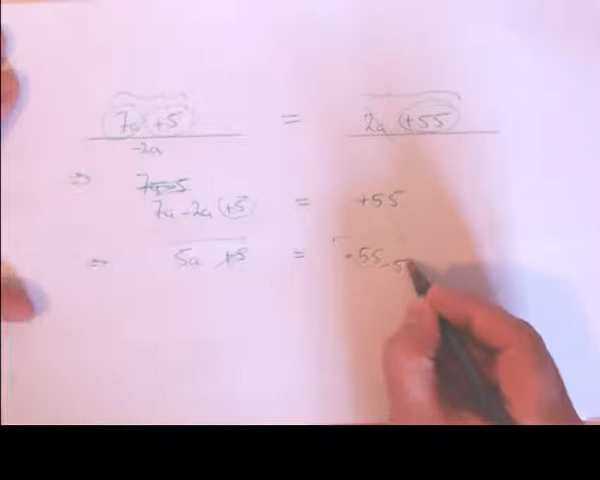 7a +5 = 2a +55
-2a
⇒
7a-2a +5 = +55
⇒ 5a +5 = -55 -5